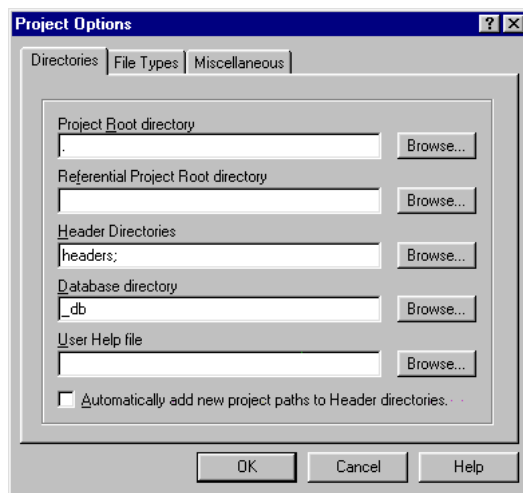 Project Options
Directories File Types Miscellaneous
Project Root directory
. Browse...
Referential Project Root directory
Browse...
Header Directories
headers; Browse...
Database directory
_db Browse...
User Help file
Browse...
Automatically add new project paths to Header directories.
OK Cancel Help